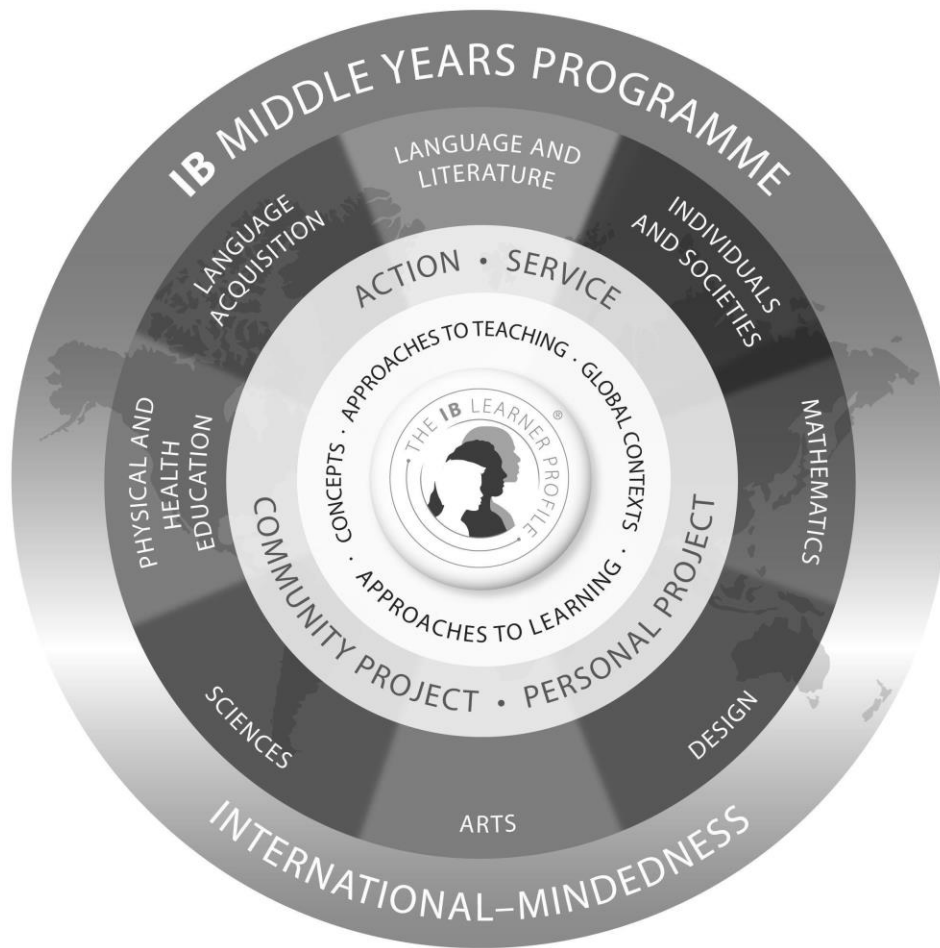 IB MIDDLE YEARS PROGRAMME
LANGUAGE AND
LITERATURE
INDIVIDUALS
AND SOCIETIES
MATHEMATICS
DESIGN
ARTS
SCIENCES
PHYSICAL AND
HEALTH
EDUCATION
LANGUAGE
ACQUISITION
ACTION · SERVICE
COMMUNITY PROJECT · PERSONAL PROJECT
· CONCEPTS · APPROACHES TO TEACHING · GLOBAL CONTEXTS ·
APPROACHES TO LEARNING
· THE IB LEARNER PROFILE ·
®
INTERNATIONAL–MINDEDNESS